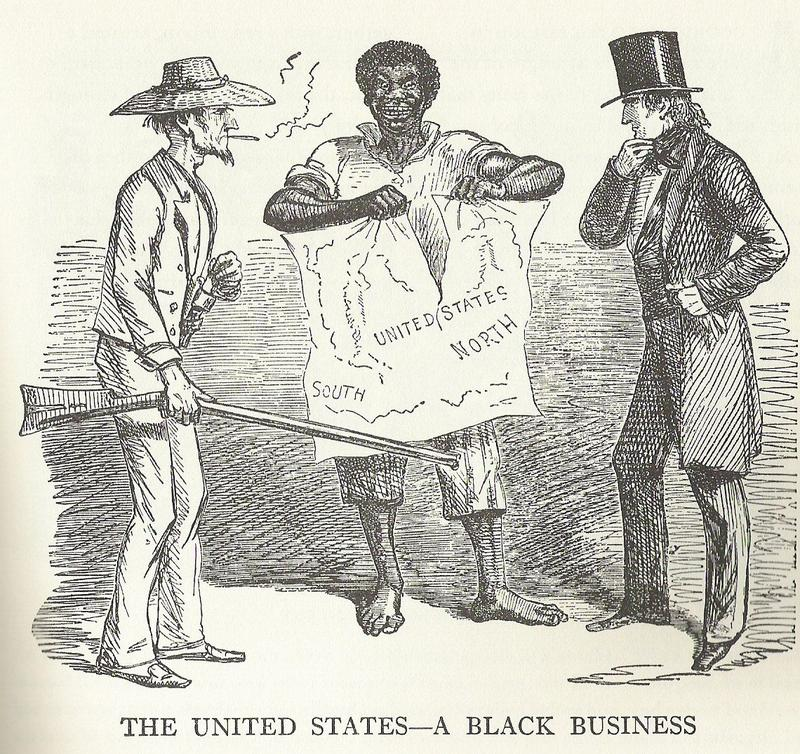 UNITED STATES
NORTH
SOUTH
THE UNITED STATES—A BLACK BUSINESS